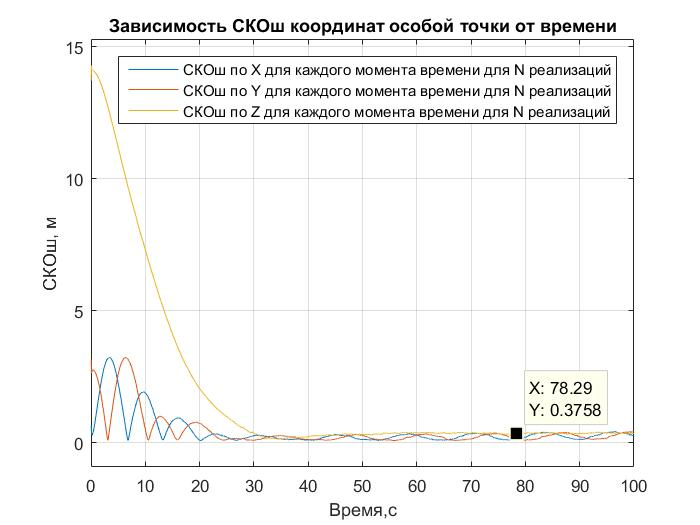 Зависимость СКОш координат особой точки от времени
СКОш по X для каждого момента времени для N реализаций
СКОш по Y для каждого момента времени для N реализаций
СКОш по Z для каждого момента времени для N реализаций
15
10
5
0
СКОш, м
X: 78.29
Y: 0.3758
0 10 20 30 40 50 60 70 80 90 100
Время,с